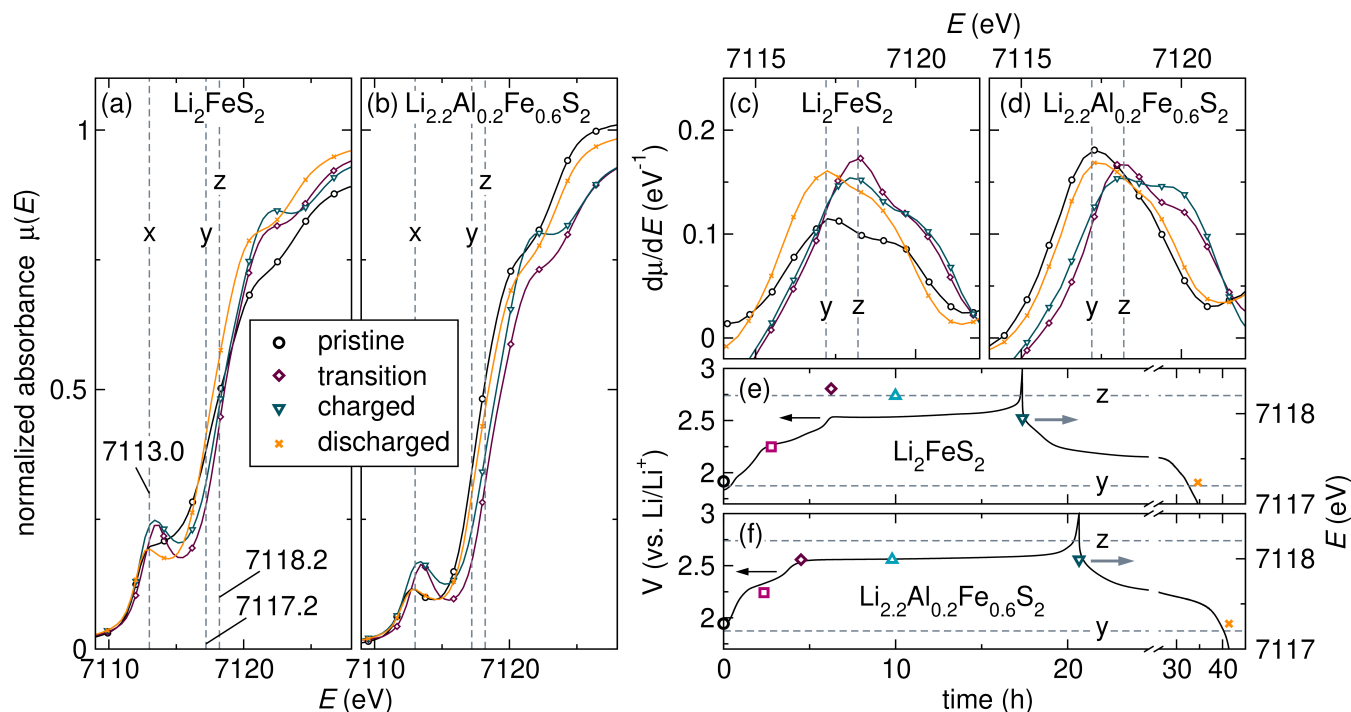 (a) Li₂FeS₂
(b) Li₂.₂Al₀.₂Fe₀.₆S₂
normalized absorbance μ(E)
1
0.5
0
x
y
z
x
y
z
7113.0
7118.2
7117.2
pristine
transition
charged
discharged
7110
7120
7110
7120
E (eV)
E (eV)
7115
7120
7115
7120
(c) Li₂FeS₂
(d) Li₂.₂Al₀.₂Fe₀.₆S₂
dμ/dE (eV⁻¹)
0.2
0.1
0
y
z
y
z
(e)
z
Li₂FeS₂
y
3
2.5
2
7118
7117
(f)
z
Li₂.₂Al₀.₂Fe₀.₆S₂
y
3
2.5
2
7118
7117
V (vs. Li/Li⁺)
E (eV)
0
10
20
30
40
time (h)